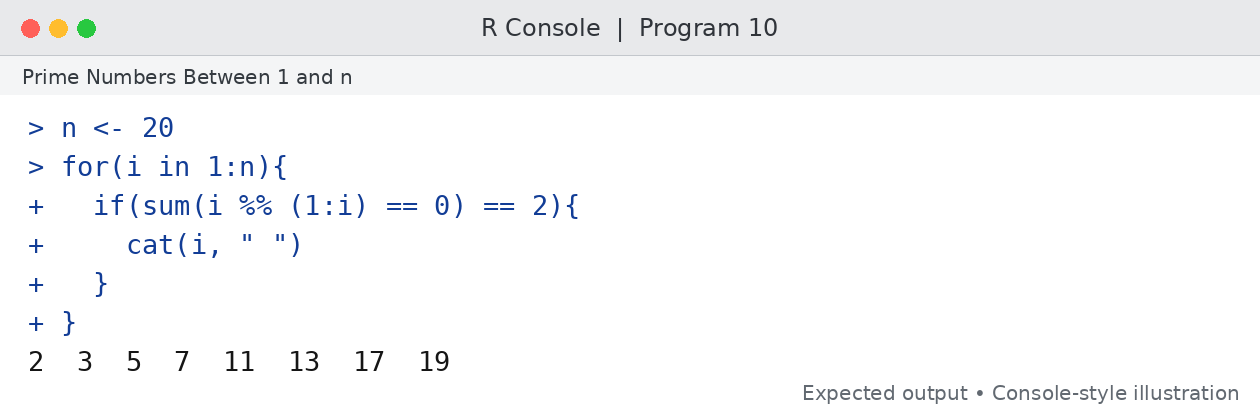 R Console | Program 10
Prime Numbers Between 1 and n
> n <- 20
> for(i in 1:n){
+   if(sum(i %% (1:i) == 0) == 2){
+     cat(i, " ")
+   }
+ }
2  3  5  7  11  13  17  19
Expected output • Console-style illustration